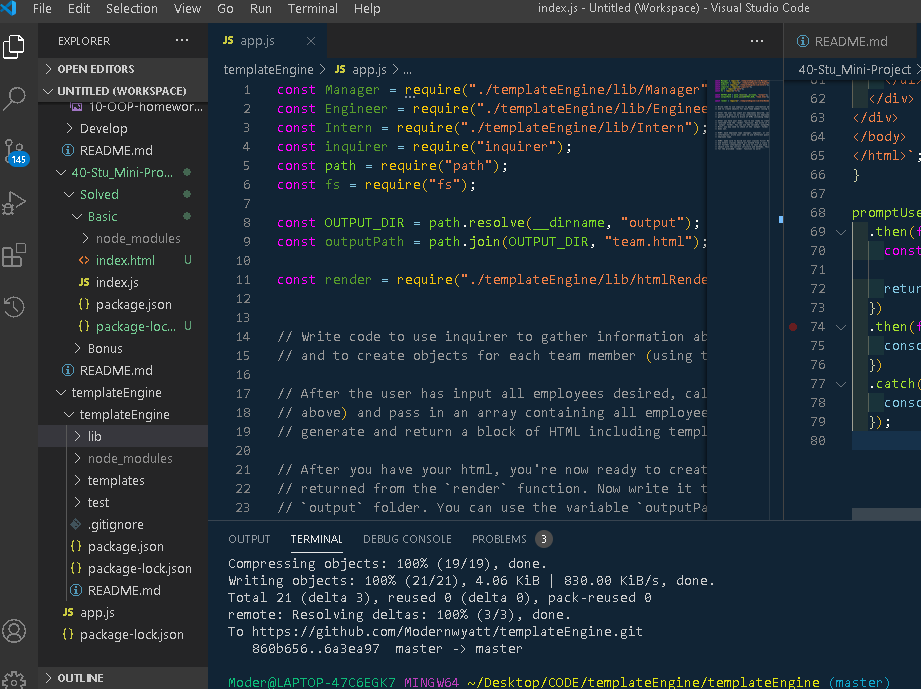 File Edit Selection View Go Run Terminal Help index.js - Untitled (Workspace) - Visual Studio Code
EXPLORER ...
OPEN EDITORS
UNTITLED (WORKSPACE)
10-OOP-homewor...
Develop
README.md
40-Stu_Mini-Pro...
Solved
Basic
node_modules
index.html U
JS index.js
{} package.json
{} package-loc... U
Bonus
README.md
templateEngine
templateEngine
lib
node_modules
templates
test
.gitignore
{} package.json
{} package-lock.json
README.md
JS app.js
{} package-lock.json
OUTLINE
145
JS app.js
templateEngine > JS app.js > ...
1 const Manager = require("./templateEngine/lib/Manager"
2 const Engineer = require("./templateEngine/lib/Enginee
3 const Intern = require("./templateEngine/lib/Intern");
4 const inquirer = require("inquirer");
5 const path = require("path");
6 const fs = require("fs");
7
8 const OUTPUT_DIR = path.resolve(__dirname, "output");
9 const outputPath = path.join(OUTPUT_DIR, "team.html");
10
11 const render = require("./templateEngine/lib/htmlRende
12
13
14 // Write code to use inquirer to gather information ab
15 // and to create objects for each team member (using t
16
17 // After the user has input all employees desired, cal
18 // above) and pass in an array containing all employee
19 // generate and return a block of HTML including templ
20
21 // After you have your html, you're now ready to creat
22 // returned from the `render` function. Now write it t
23 // `output` folder. You can use the variable `outputPa
README.md
40-Stu_Mini-Project >
62 </div>
63 </div>
64 </body>
65 </html>`;
66 }
67
68 promptUse
69 .then(f
70 const
71
72 return
73 })
74 .then(f
75 conso
76 })
77 .catch(
78 conso
79 });
80
OUTPUT TERMINAL DEBUG CONSOLE PROBLEMS 3
Compressing objects: 100% (19/19), done.
Writing objects: 100% (21/21), 4.06 KiB | 830.00 KiB/s, done.
Total 21 (delta 3), reused 0 (delta 0), pack-reused 0
remote: Resolving deltas: 100% (3/3), done.
To https://github.com/Modernwyatt/templateEngine.git
860b656..6a3ea97 master -> master
Moder@LAPTOP-47C6EGK7 MINGW64 ~/Desktop/CODE/templateEngine/templateEngine (master)